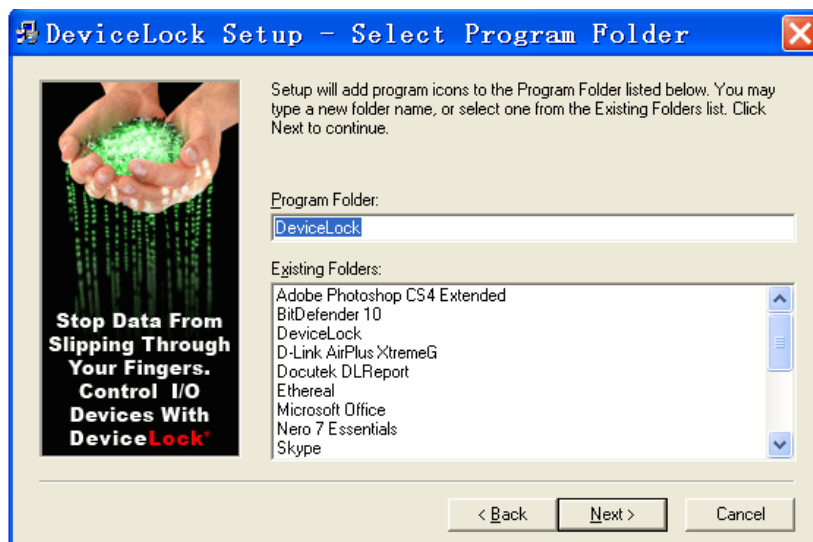 DeviceLock Setup - Select Program Folder
Setup will add program icons to the Program Folder listed below. You may
type a new folder name, or select one from the Existing Folders list. Click
Next to continue.
Program Folder:
DeviceLock
Existing Folders:
Adobe Photoshop CS4 Extended
BitDefender 10
DeviceLock
D-Link AirPlus XtremeG
Docutek DLReport
Ethereal
Microsoft Office
Nero 7 Essentials
Skype
Stop Data From
Slipping Through
Your Fingers.
Control I/O
Devices With
DeviceLock®
< Back
Next >
Cancel